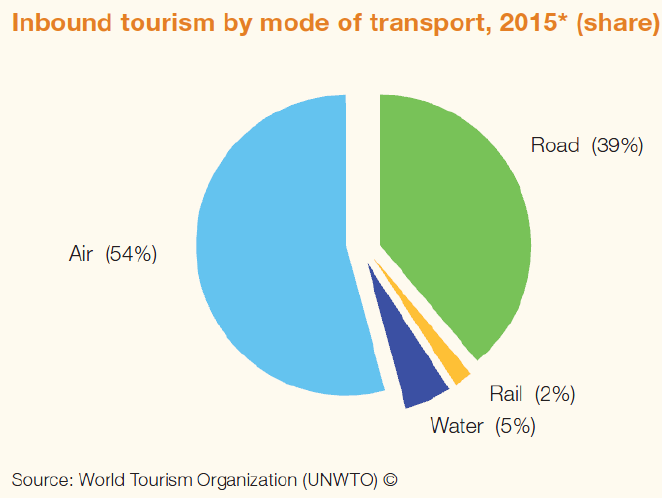 Inbound tourism by mode of transport, 2015* (share)
Road (39%)
Air (54%)
Rail (2%)
Water (5%)
Source: World Tourism Organization (UNWTO) ©